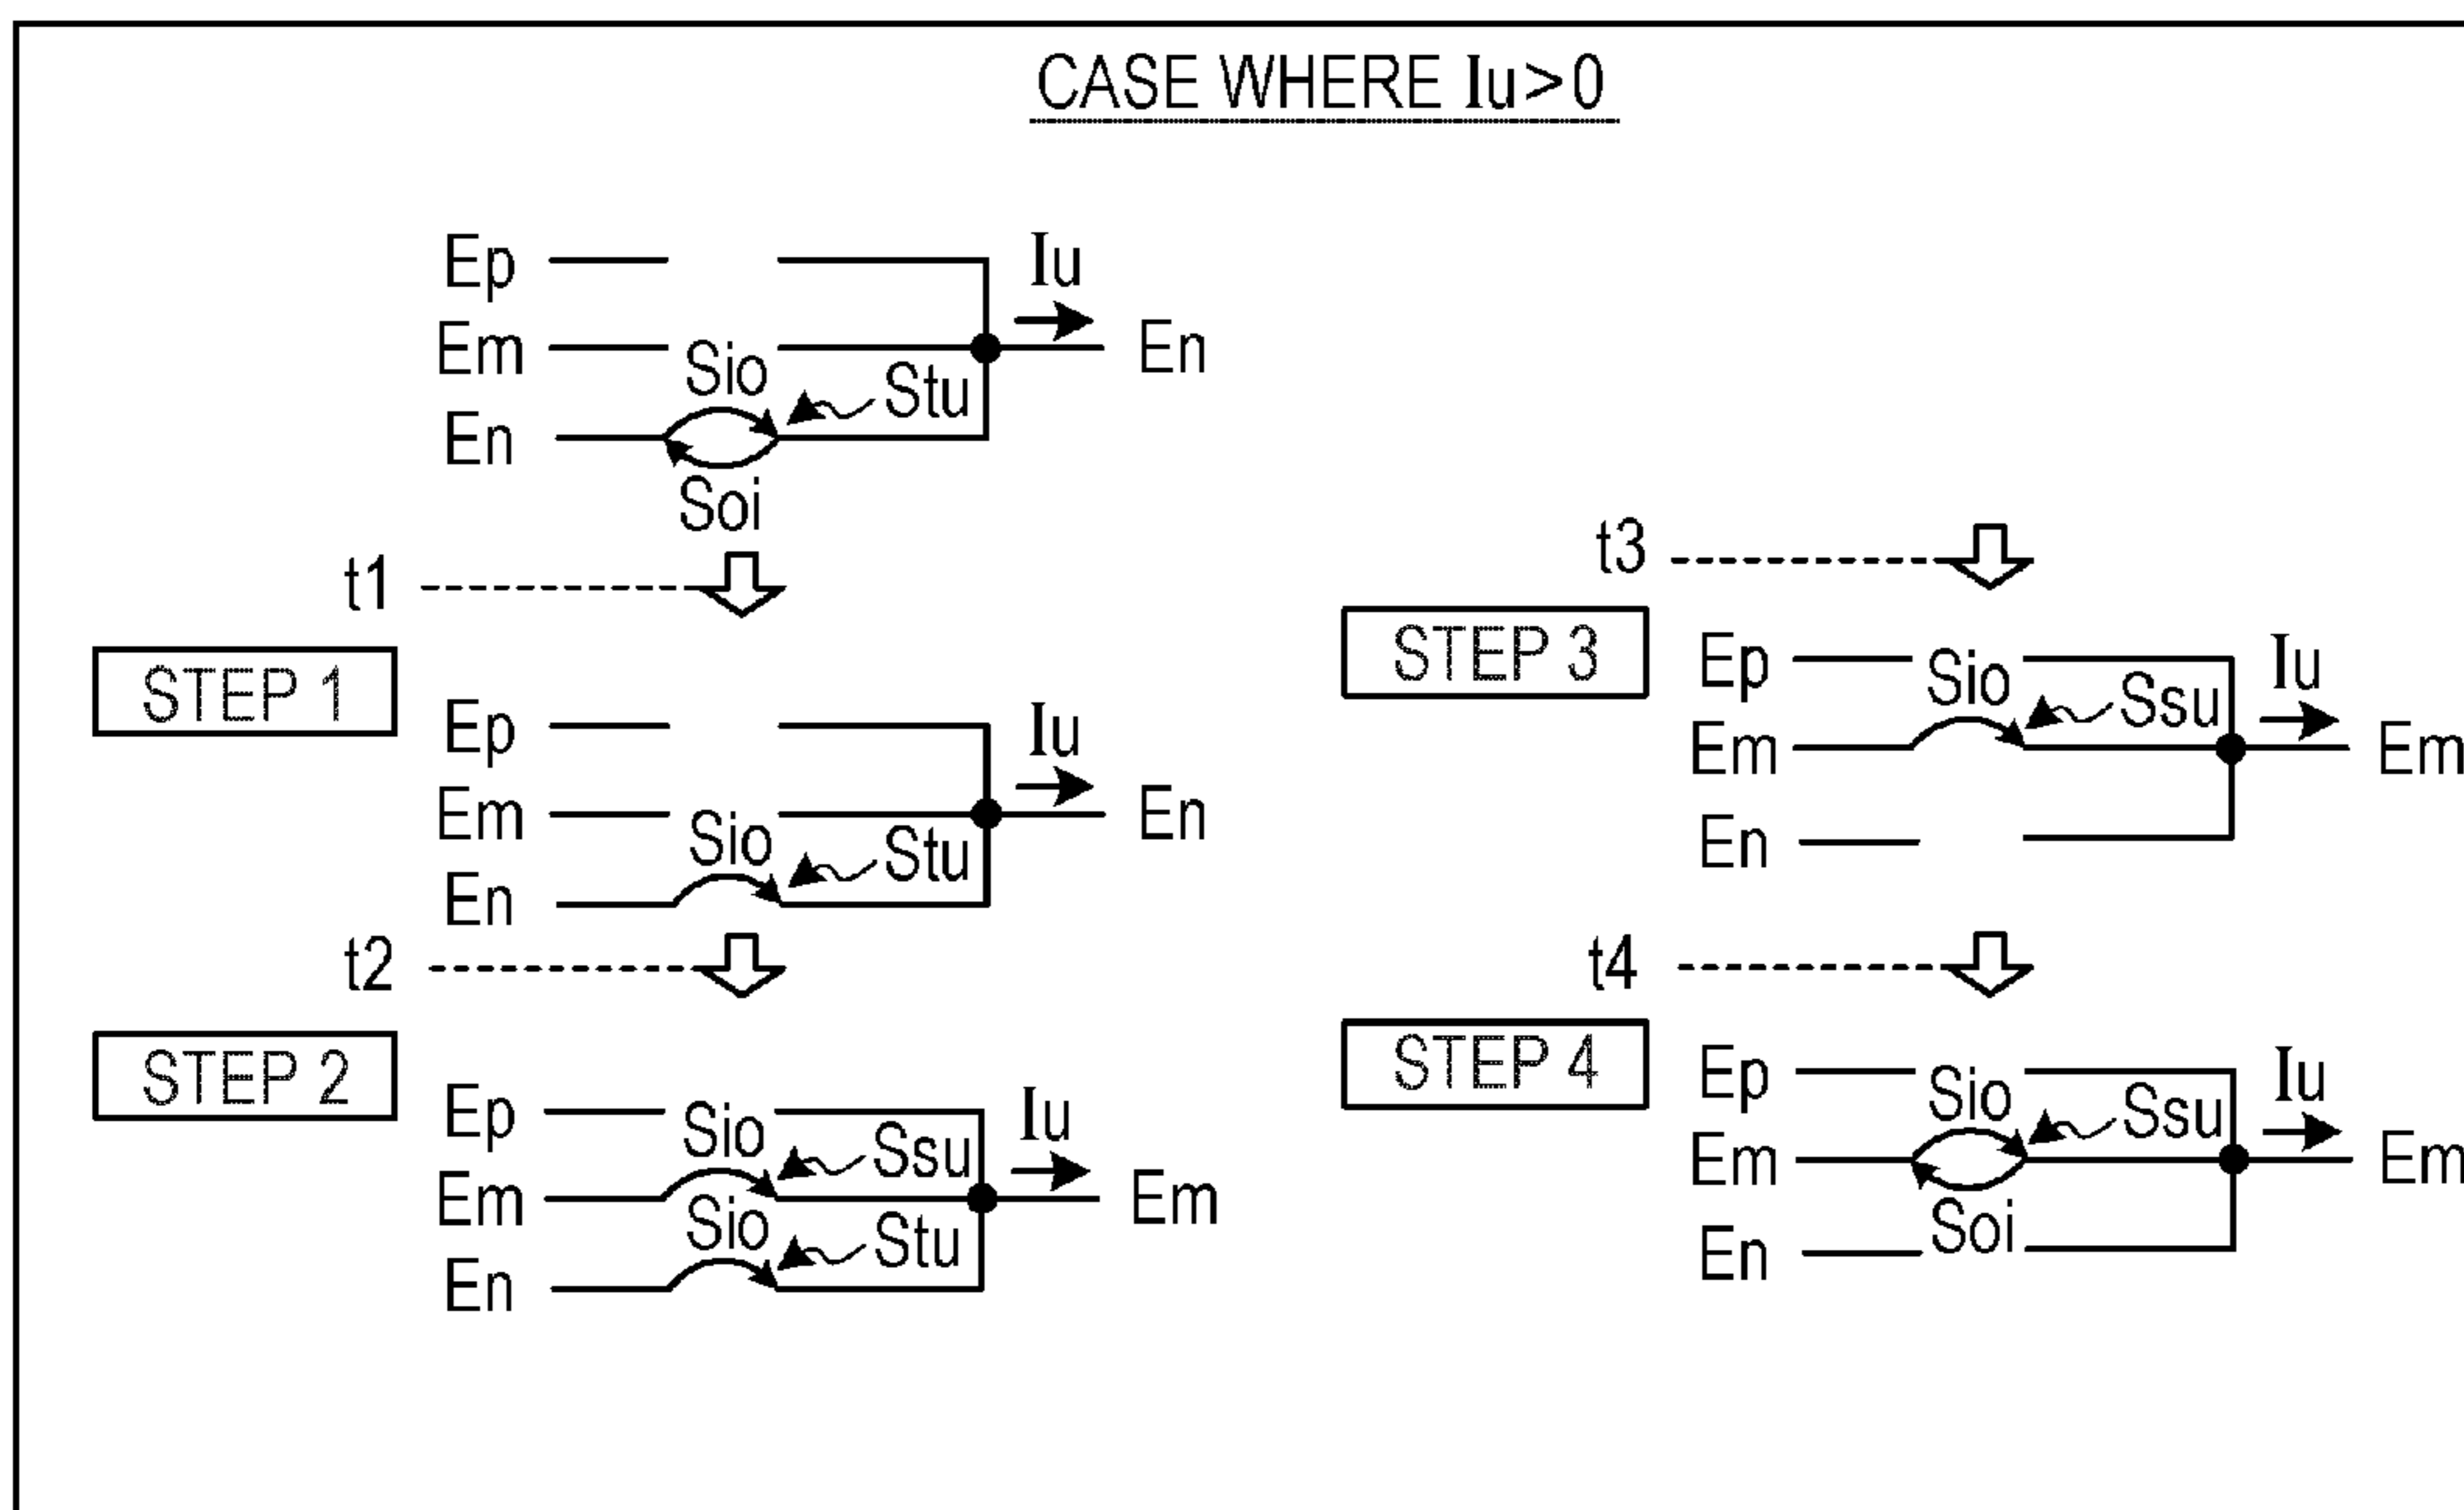 CASE WHERE Iu>0
Ep
Iu
Em
Sio
Stu
En
En
Soi
t1
STEP 1
Ep
Iu
Em
Sio
Stu
En
En
t2
STEP 2
Ep
Sio
Ssu
Iu
Em
Sio
Stu
Em
En
t3
STEP 3
Ep
Sio
Ssu
Iu
Em
Em
En
t4
STEP 4
Ep
Sio
Ssu
Iu
Em
Em
En
Soi